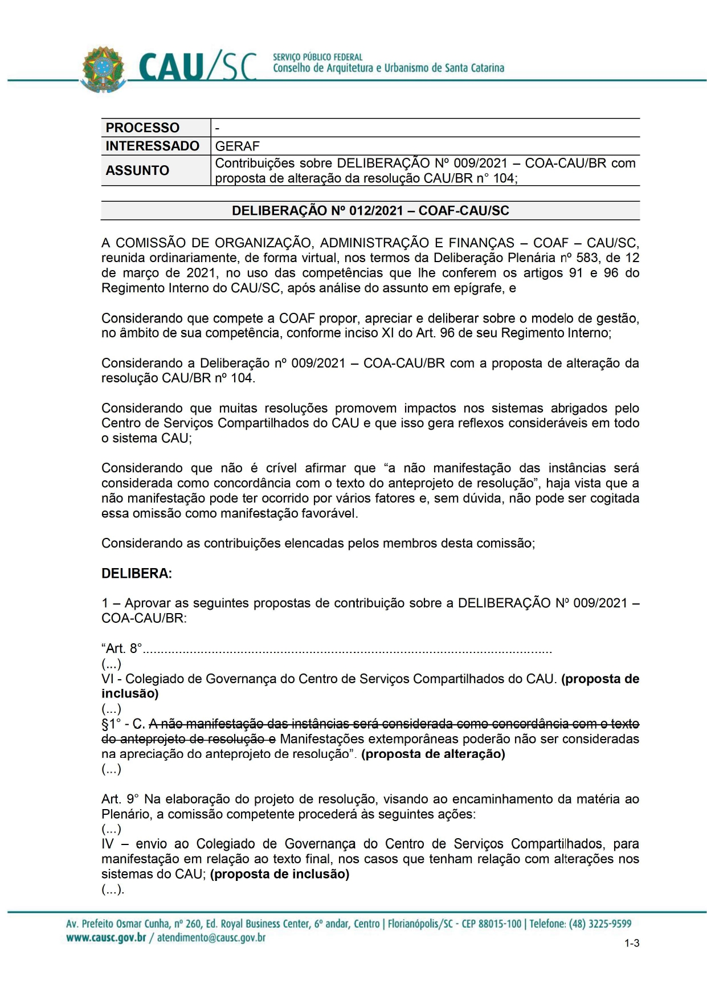 CAU/SC
SERVIÇO PÚBLICO FEDERAL
Conselho de Arquitetura e Urbanismo de Santa Catarina
PROCESSO -
INTERESSADO GERAF
ASSUNTO Contribuições sobre DELIBERAÇÃO Nº 009/2021 – COA-CAU/BR com
proposta de alteração da resolução CAU/BR n° 104;
DELIBERAÇÃO Nº 012/2021 – COAF-CAU/SC
A COMISSÃO DE ORGANIZAÇÃO, ADMINISTRAÇÃO E FINANÇAS – COAF – CAU/SC,
reunida ordinariamente, de forma virtual, nos termos da Deliberação Plenária nº 583, de 12
de março de 2021, no uso das competências que lhe conferem os artigos 91 e 96 do
Regimento Interno do CAU/SC, após análise do assunto em epígrafe, e
Considerando que compete a COAF propor, apreciar e deliberar sobre o modelo de gestão,
no âmbito de sua competência, conforme inciso XI do Art. 96 de seu Regimento Interno;
Considerando a Deliberação nº 009/2021 – COA-CAU/BR com a proposta de alteração da
resolução CAU/BR nº 104.
Considerando que muitas resoluções promovem impactos nos sistemas abrigados pelo
Centro de Serviços Compartilhados do CAU e que isso gera reflexos consideráveis em todo
o sistema CAU;
Considerando que não é crível afirmar que “a não manifestação das instâncias será
considerada como concordância com o texto do anteprojeto de resolução”, haja vista que a
não manifestação pode ter ocorrido por vários fatores e, sem dúvida, não pode ser cogitada
essa omissão como manifestação favorável.
Considerando as contribuições elencadas pelos membros desta comissão;
DELIBERA:
1 – Aprovar as seguintes propostas de contribuição sobre a DELIBERAÇÃO Nº 009/2021 –
COA-CAU/BR:
“Art. 8°..................................................................................................................
(...)
VI - Colegiado de Governança do Centro de Serviços Compartilhados do CAU. (proposta de
inclusão)
(...)
§1° - C. A não manifestação das instâncias será considerada como concordância com o texto
do anteprojeto de resolução e Manifestações extemporâneas poderão não ser consideradas
na apreciação do anteprojeto de resolução”. (proposta de alteração)
(...)
Art. 9° Na elaboração do projeto de resolução, visando ao encaminhamento da matéria ao
Plenário, a comissão competente procederá às seguintes ações:
(...)
IV – envio ao Colegiado de Governança do Centro de Serviços Compartilhados, para
manifestação em relação ao texto final, nos casos que tenham relação com alterações nos
sistemas do CAU; (proposta de inclusão)
(...).
Av. Prefeito Osmar Cunha, nº 260, Ed. Royal Business Center, 6º andar, Centro | Florianópolis/SC - CEP 88015-100 | Telefone: (48) 3225-9599
www.causc.gov.br / atendimento@causc.gov.br
1-3